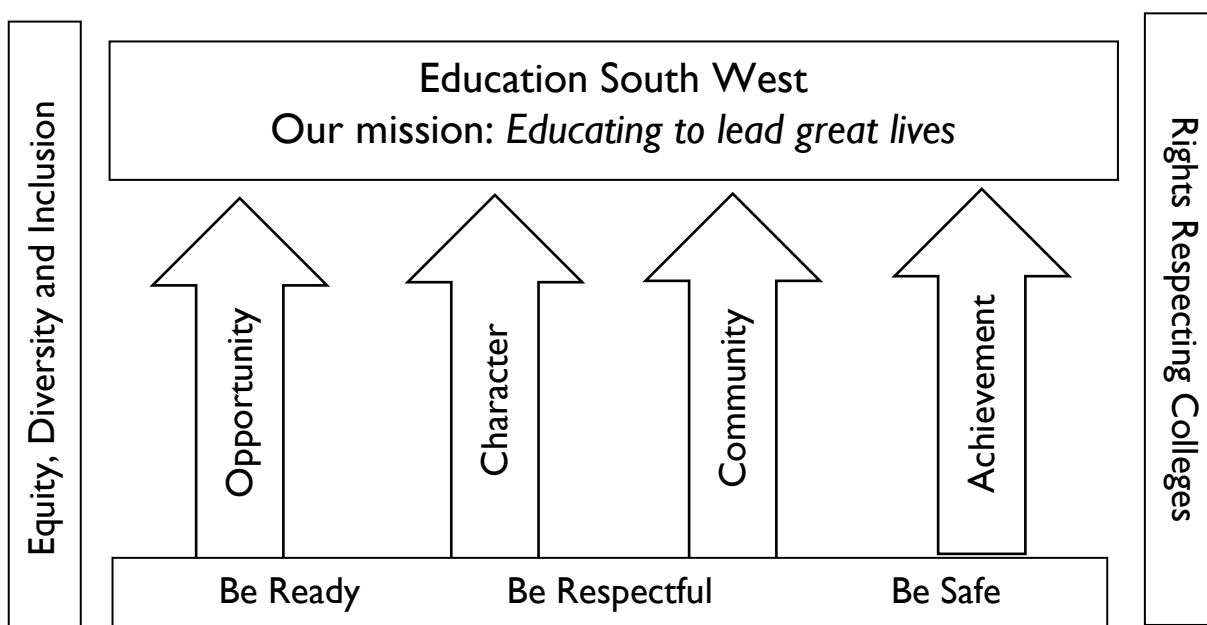 Equity, Diversity and Inclusion
Education South West
Our mission: Educating to lead great lives
Opportunity
Character
Community
Achievement
Be Ready
Be Respectful
Be Safe
Rights Respecting Colleges